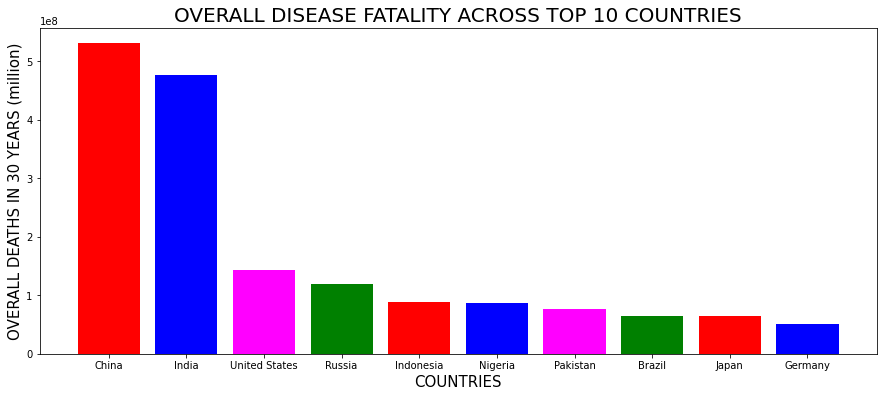 OVERALL DISEASE FATALITY ACROSS TOP 10 COUNTRIES
1e8
OVERALL DEATHS IN 30 YEARS (million)
5
4
3
2
1
0
China India United States Russia Indonesia Nigeria Pakistan Brazil Japan Germany
COUNTRIES